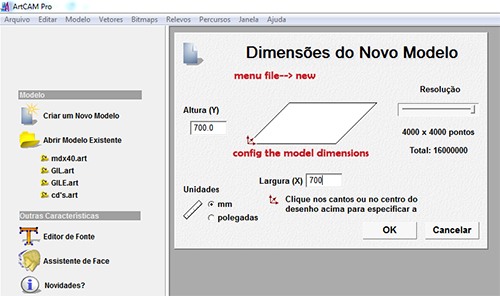 ArtCAM Pro
Arquivo Editar Modelo Vetores Bitmaps Relevos Percursos Janela Ajuda
Modelo
Criar um Novo Modelo
Abrir Modelo Existente
mdx40.art
GIL.art
GILE.art
cd's.art
Outras Características
Editor de Fonte
Assistente de Face
Novidades?
Dimensões do Novo Modelo
menu file--> new
Resolução
Altura (Y)
700.0
4000 x 4000 pontos
config the model dimensions
Total: 16000000
Largura (X) 700
Unidades
mm
polegadas
Clique nos cantos ou no centro do
desenho acima para especificar a
OK Cancelar